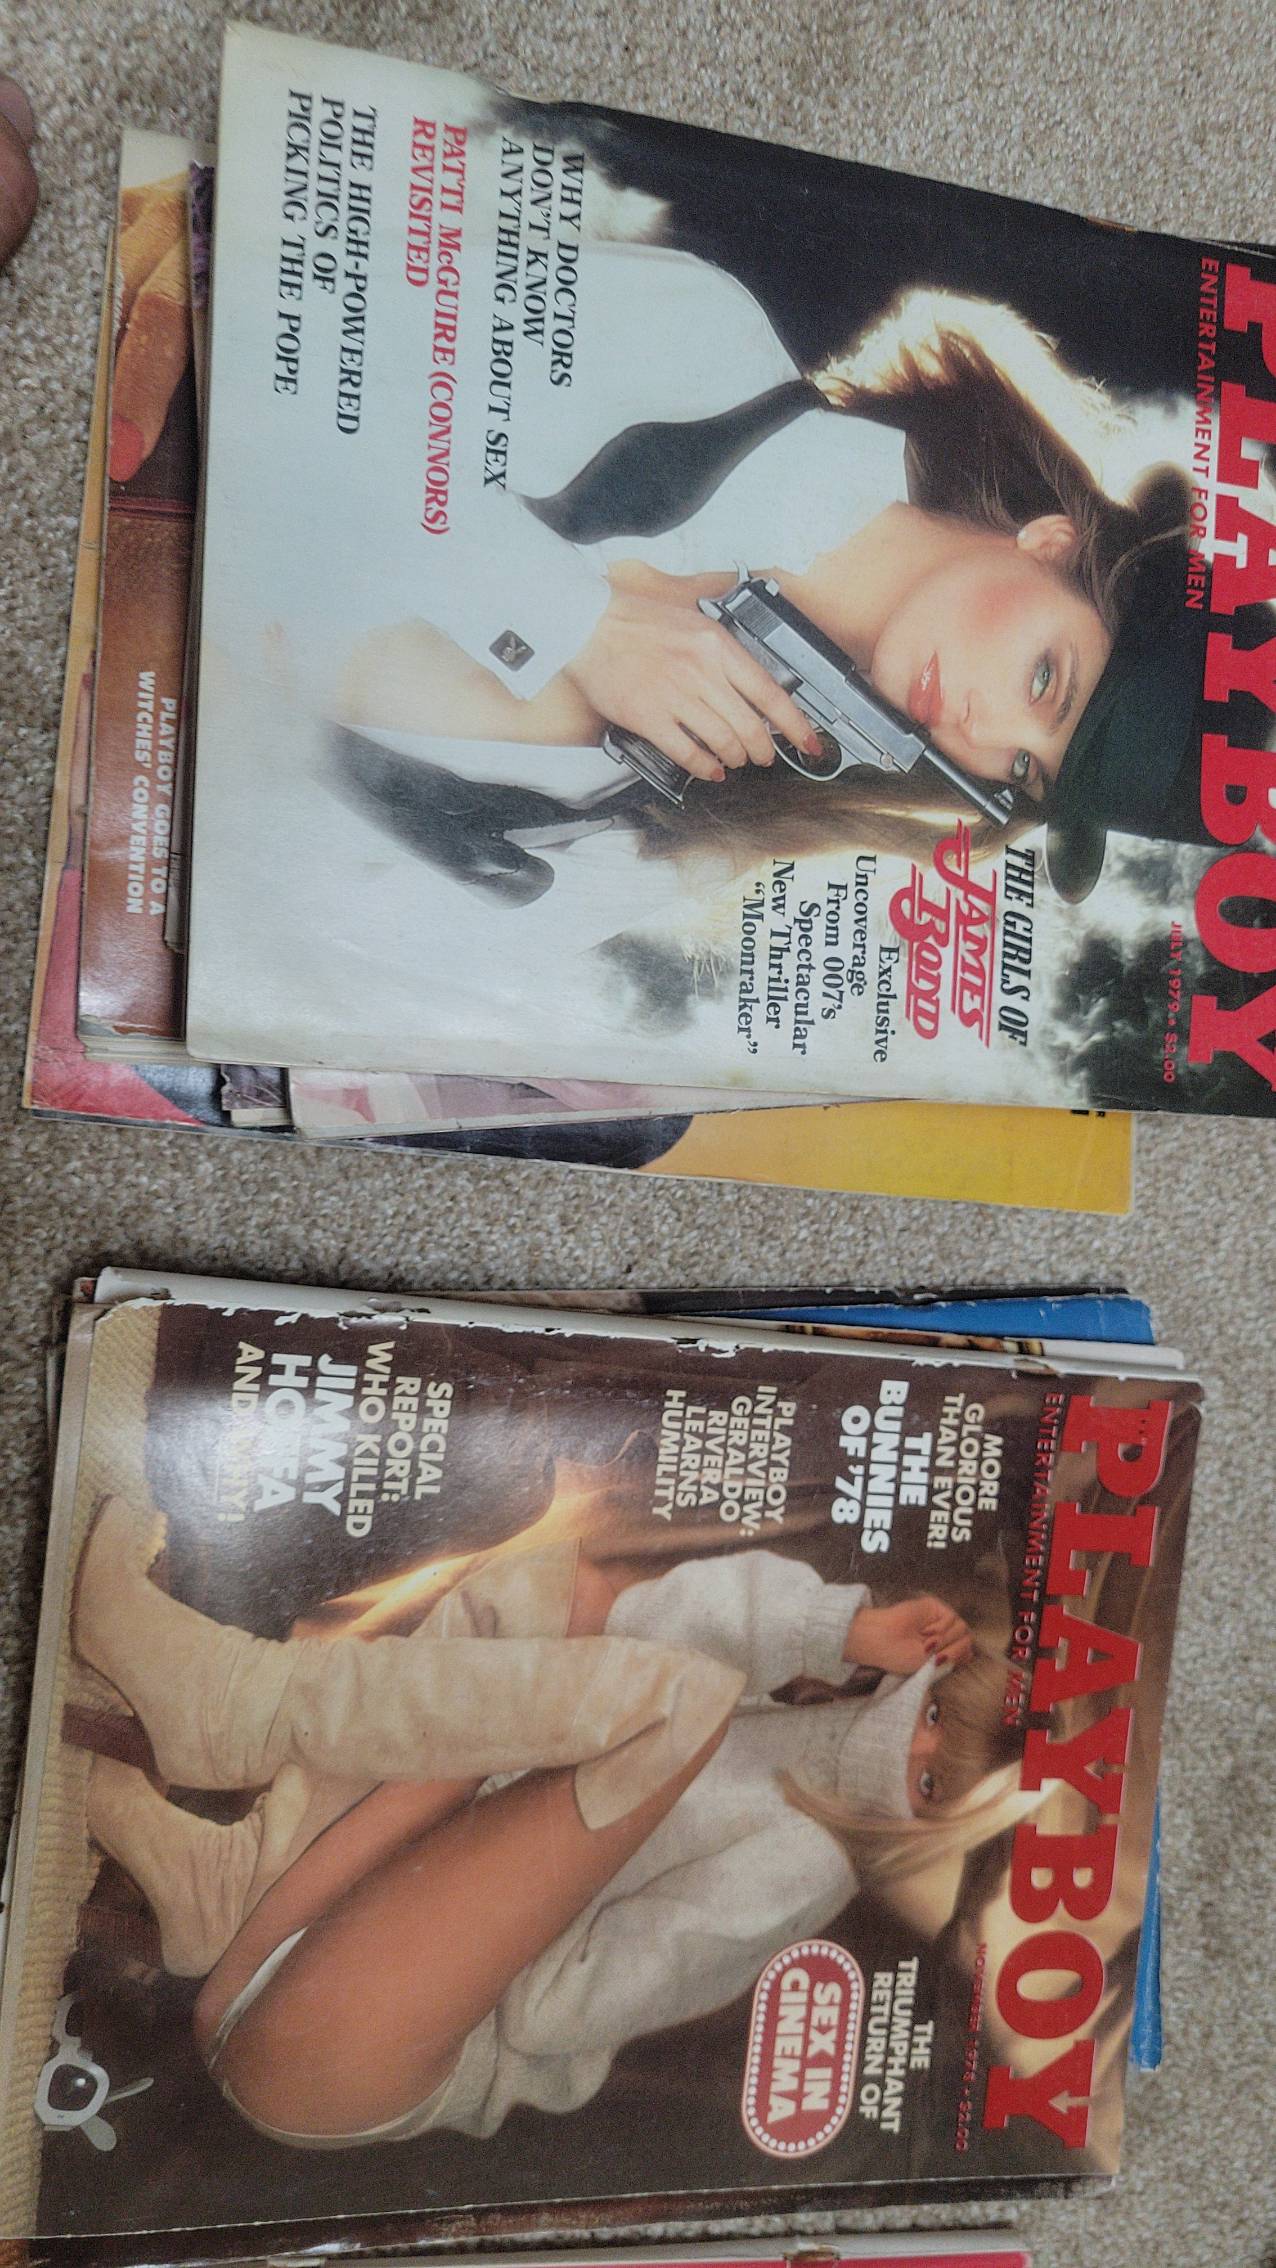 PLAYBOY
ENTERTAINMENT FOR MEN
JULY 1979 • $2.00
THE GIRLS OF
JAMES
BOND
Exclusive
Uncoverage
From 007's
Spectacular
New Thriller
“Moonraker”
WHY DOCTORS
DON'T KNOW
ANYTHING ABOUT SEX
PATTI McGUIRE (CONNORS)
REVISITED
THE HIGH-POWERED
POLITICS OF
PICKING THE POPE
PLAYBOY GOES TO A
WITCHES' CONVENTION
PLAYBOY
ENTERTAINMENT FOR MEN
NOVEMBER 1978 • $2.00
MORE
GLORIOUS
THAN EVER!
THE
BUNNIES
OF '78
PLAYBOY
INTERVIEW:
GERALDO
RIVERA
LEARNS
HUMILITY
THE
TRIUMPHANT
RETURN OF
SEX IN
CINEMA
SPECIAL
REPORT:
WHO KILLED
JIMMY
HOFFA
AND WHY!